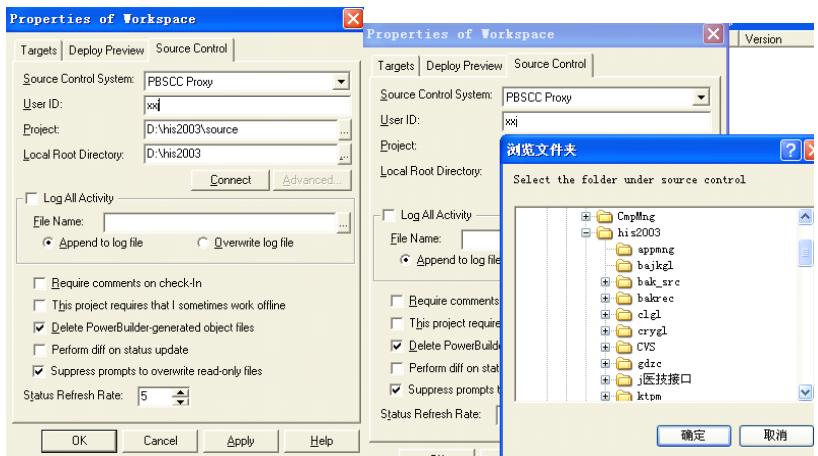 Properties of Workspace
Targets Deploy Preview Source Control
Source Control System: PBSCC Proxy
User ID: xxj
Project: D:\his2003\source ...
Local Root Directory: D:\his2003 ...
Connect Advanced...
Log All Activity
File Name: ...
Append to log file Overwrite log file
Require comments on check-In
This project requires that I sometimes work offline
Delete PowerBuilder-generated object files
Perform diff on status update
Suppress prompts to overwrite read-only files
Status Refresh Rate: 5
OK Cancel Apply Help
Properties of Workspace
Targets Deploy Preview Source Control
Source Control System: PBSCC Proxy
User ID: xxj
Project:
Local Root Directory:
Log All Activity
File Name:
Append to log file
Require comments
This project require
Delete PowerBuild
Perform diff on stat
Suppress prompts t
Status Refresh Rate:
Version
浏览文件夹
Select the folder under source control
CmpMng
his2003
appmng
bajkgl
bak_src
bakrec
clgl
crygl
CVS
gdzc
j医技接口
ktpm
确定 取消